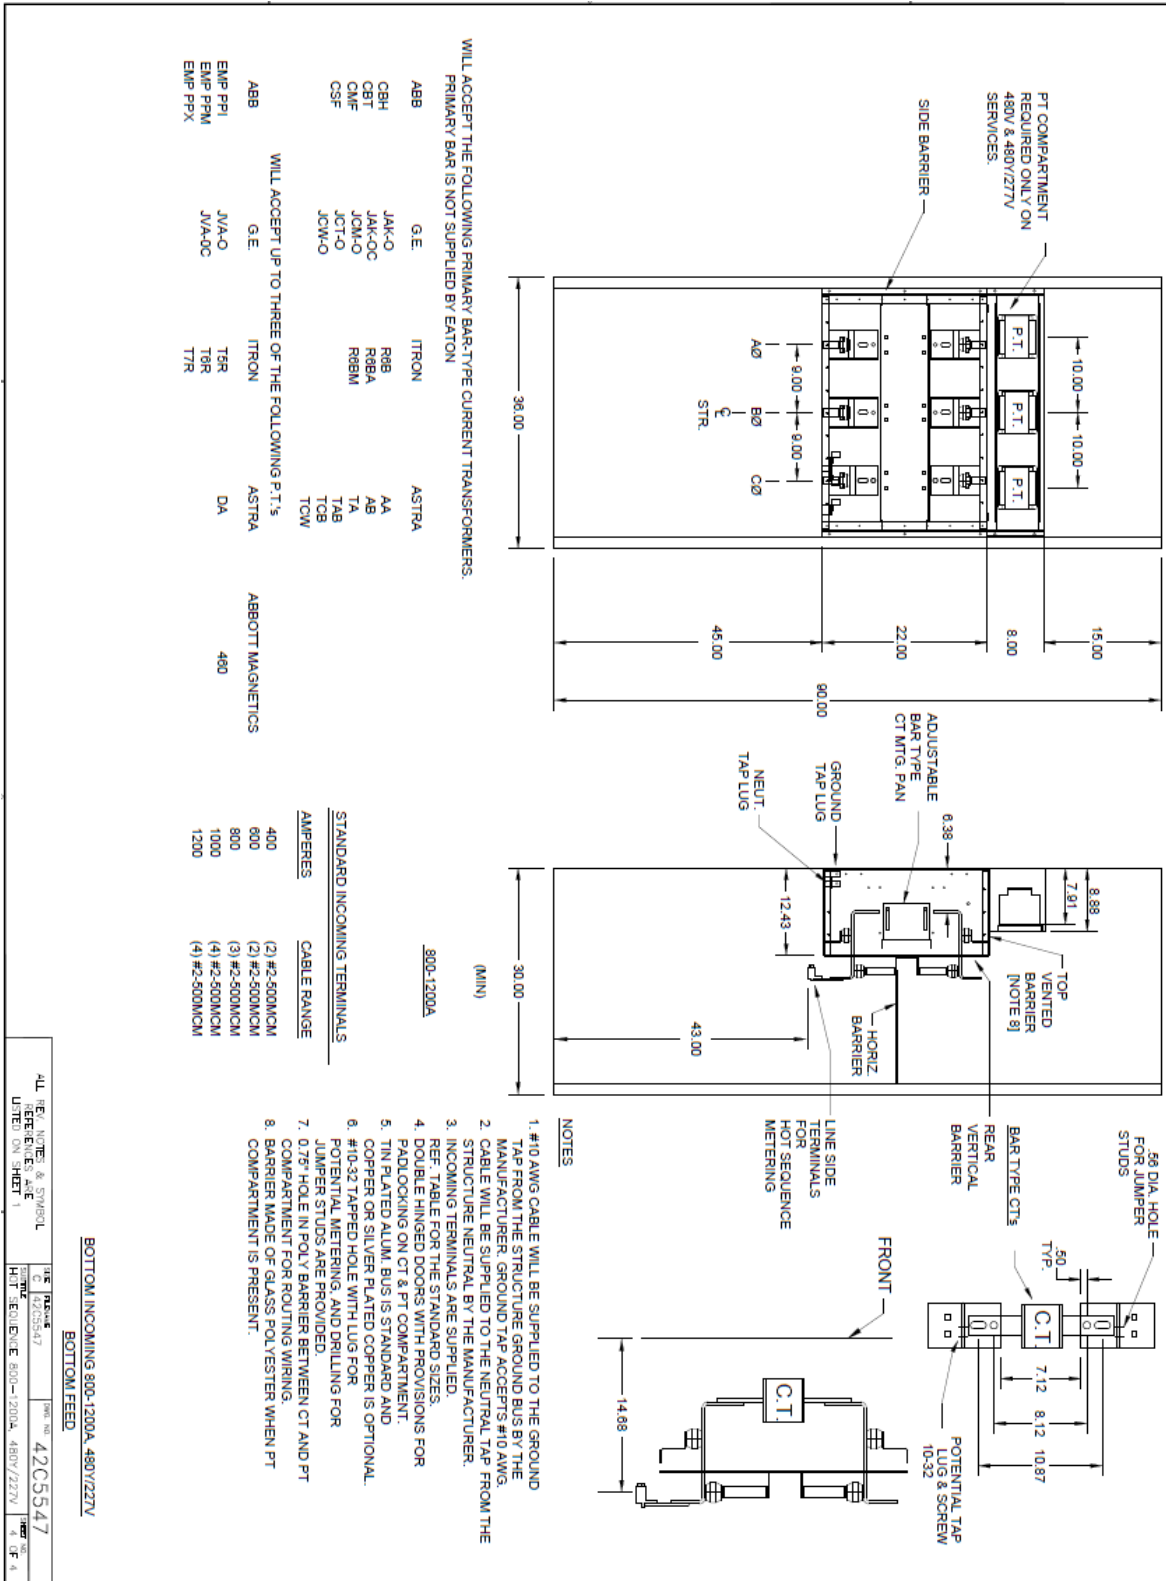 PT COMPARTMENT
REQUIRED ONLY ON
480V & 480Y/277V
SERVICES.
SIDE BARRIER
P.T.
P.T.
P.T.
10.00
10.00
AØ
9.00
BØ
9.00
CØ
STR.
36.00
15.00
8.00
22.00
45.00
90.00
ADJUSTABLE
BAR TYPE
CT MTG. PAN
GROUND
TAP LUG
NEUT.
TAP LUG
6.38
8.88
7.91
12.43
TOP
VENTED
BARRIER
[NOTE 8]
HORIZ.
BARRIER
43.00
30.00
(MIN)
REAR
VERTICAL
BARRIER
LINE SIDE
TERMINALS
FOR
HOT SEQUENCE
METERING
.56 DIA. HOLE
FOR JUMPER
STUDS
BAR TYPE CT's
.50
TYP.
C.T.
7.12
8.12
10.87
POTENTIAL TAP
LUG & SCREW
10-32
FRONT
C.T.
14.68
WILL ACCEPT THE FOLLOWING PRIMARY BAR-TYPE CURRENT TRANSFORMERS.
PRIMARY BAR IS NOT SUPPLIED BY EATON
ABB G.E. ITRON ASTRA
CBH JAK-O R6B AA
CBT JAK-OC R6BA AB
CMF JCM-O R6BM TA
CSF JCT-O TAB
JCW-O TCB
TCW
WILL ACCEPT UP TO THREE OF THE FOLLOWING P.T.'s
ABB G.E. ITRON ASTRA ABBOTT MAGNETICS
EMP PPI JVA-O T5R DA 460
EMP PPM JVA-0C T6R
EMP PPX T7R
800-1200A
STANDARD INCOMING TERMINALS
AMPERES CABLE RANGE
400 (2) #2-500MCM
600 (2) #2-500MCM
800 (3) #2-500MCM
1000 (4) #2-500MCM
1200 (4) #2-500MCM
NOTES
1. #10 AWG CABLE WILL BE SUPPLIED TO THE GROUND
TAP FROM THE STRUCTURE GROUND BUS BY THE
MANUFACTURER. GROUND TAP ACCEPTS #10 AWG.
2. CABLE WILL BE SUPPLIED TO THE NEUTRAL TAP FROM THE
STRUCTURE NEUTRAL BY THE MANUFACTURER.
3. INCOMING TERMINALS ARE SUPPLIED.
REF. TABLE FOR THE STANDARD SIZES.
4. DOUBLE HINGED DOORS WITH PROVISIONS FOR
PADLOCKING ON CT & PT COMPARTMENT.
5. TIN PLATED ALUM. BUS IS STANDARD AND
COPPER OR SILVER PLATED COPPER IS OPTIONAL.
6. #10-32 TAPPED HOLE WITH LUG FOR
POTENTIAL METERING, AND DRILLING FOR
JUMPER STUDS ARE PROVIDED.
7. 0.76" HOLE IN POLY BARRIER BETWEEN CT AND PT
COMPARTMENT FOR ROUTING WIRING.
8. BARRIER MADE OF GLASS POLYESTER WHEN PT
COMPARTMENT IS PRESENT.
BOTTOM INCOMING 800-1200A, 480Y/227V
BOTTOM FEED
ALL REV. NOTES & SYMBOL
REFERENCES ARE
LISTED ON SHEET 1
SIZE C
FILENAME 42C5547
DWG. NO. 42C5547
SUBTITLE
HOT SEQUENCE 800-1200A, 480Y/227V
SHEET NO. 4 OF 4